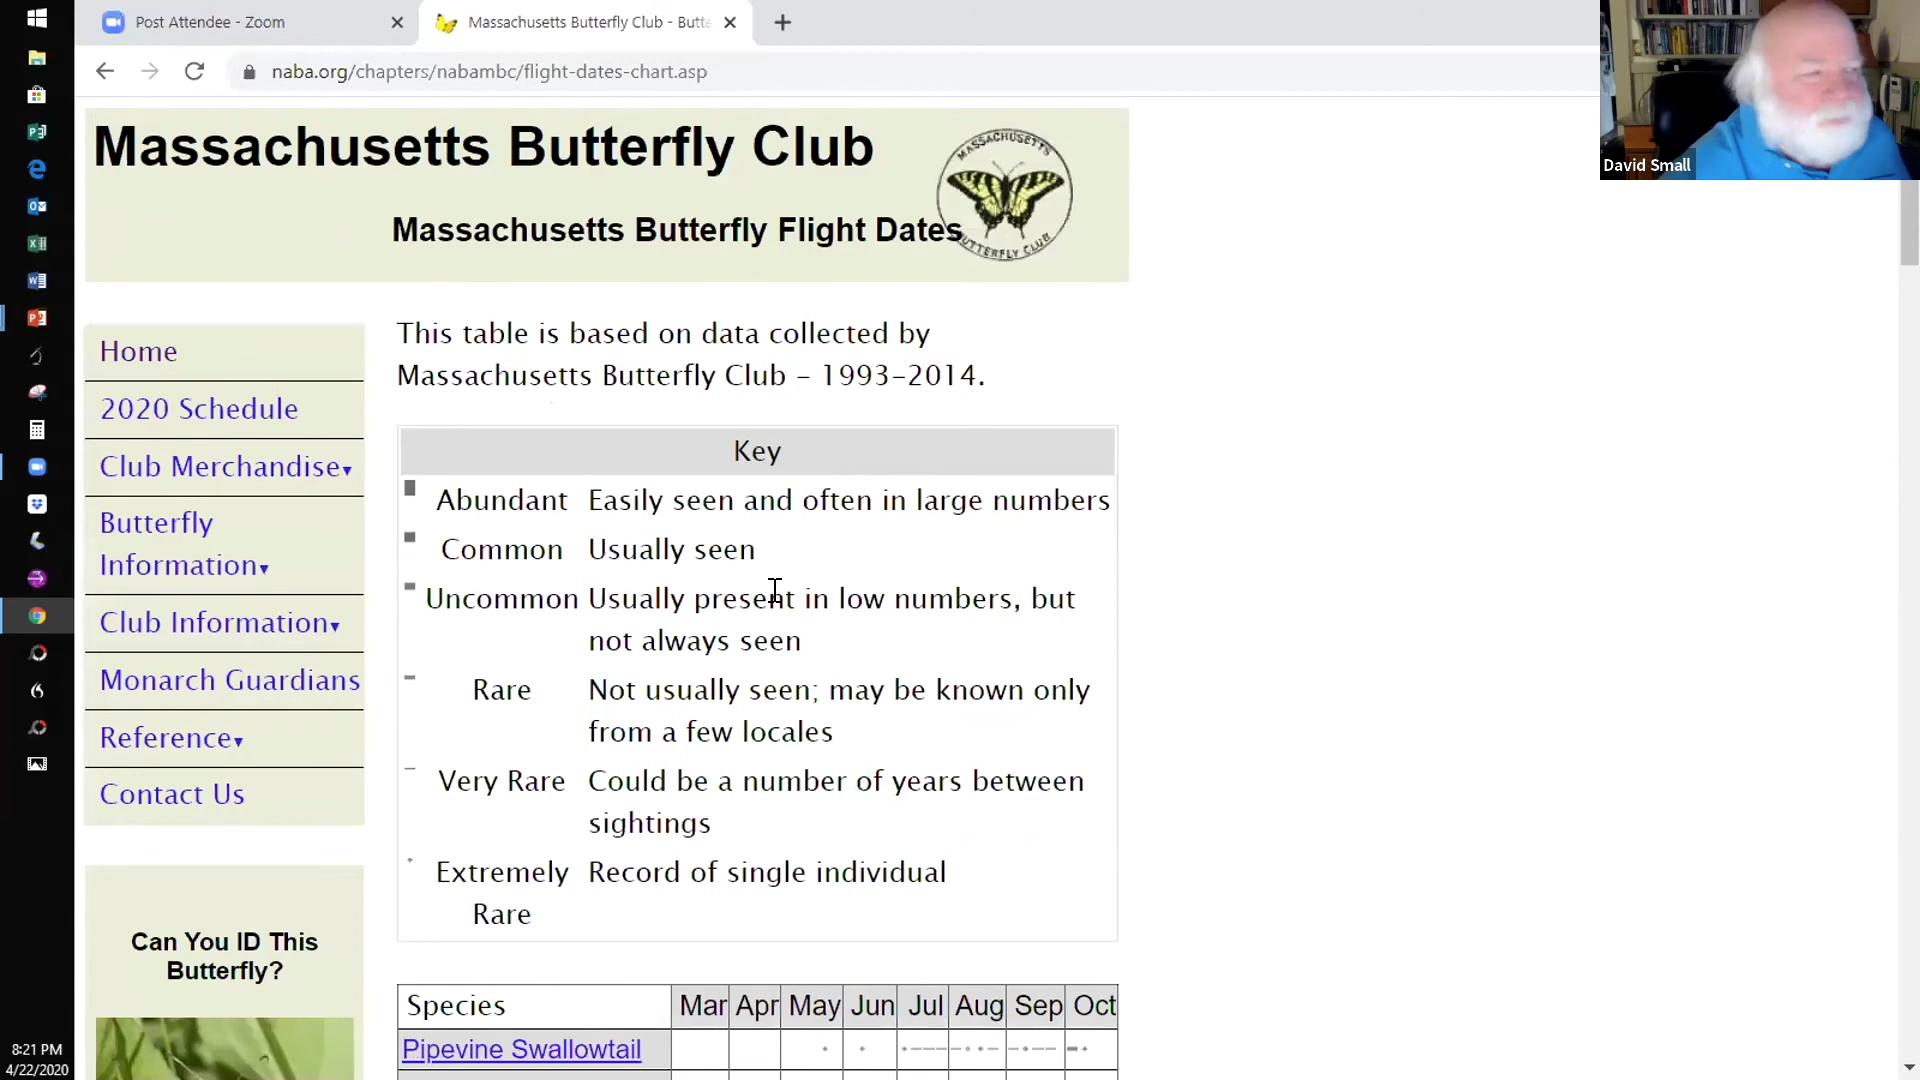 Post Attendee - Zoom
Massachusetts Butterfly Club - Butte
naba.org/chapters/nabambc/flight-dates-chart.asp
David Small
Massachusetts Butterfly Club
MASSACHUSETTS
BUTTERFLY CLUB
Massachusetts Butterfly Flight Dates
Home
2020 Schedule
Club Merchandise▾
Butterfly
Information▾
Club Information▾
Monarch Guardians
Reference▾
Contact Us
Can You ID This
Butterfly?
This table is based on data collected by
Massachusetts Butterfly Club – 1993-2014.
Key
Abundant Easily seen and often in large numbers
Common Usually seen
Uncommon Usually present in low numbers, but
not always seen
Rare Not usually seen; may be known only
from a few locales
Very Rare Could be a number of years between
sightings
Extremely Record of single individual
Rare
Species Mar Apr May Jun Jul Aug Sep Oct
Pipevine Swallowtail
8:21 PM
4/22/2020